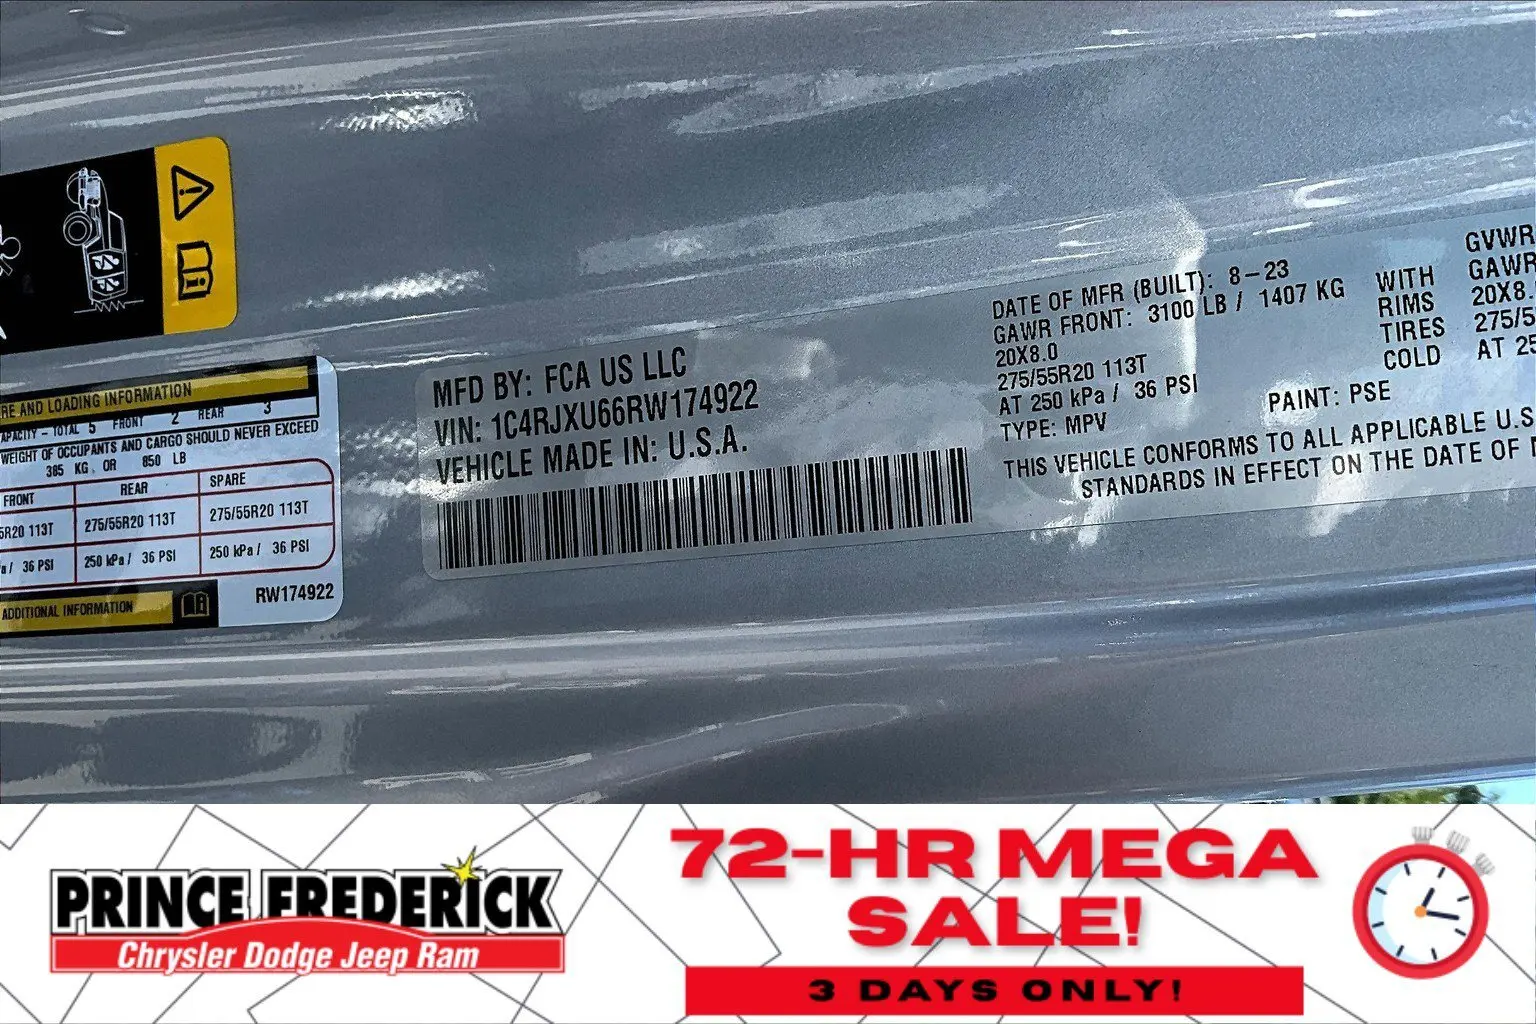 RE AND LOADING INFORMATION
APACITY - TOTAL 5 FRONT 2 REAR 3
WEIGHT OF OCCUPANTS AND CARGO SHOULD NEVER EXCEED
385 KG OR 850 LB
FRONT REAR SPARE
5R20 113T 275/55R20 113T 275/55R20 113T
a / 36 PSI 250 kPa / 36 PSI 250 kPa / 36 PSI
ADDITIONAL INFORMATION
RW174922
MFD BY: FCA US LLC
VIN: 1C4RJXU66RW174922
VEHICLE MADE IN: U.S.A.
DATE OF MFR (BUILT): 8-23
GAWR FRONT: 3100 LB / 1407 KG
20X8.0
275/55R20 113T
AT 250 kPa / 36 PSI
TYPE: MPV
WITH
RIMS
TIRES
COLD
GVWR
GAWR
20X8.
275/5
AT 25
PAINT: PSE
THIS VEHICLE CONFORMS TO ALL APPLICABLE U.S
STANDARDS IN EFFECT ON THE DATE OF
PRINCE FREDERICK
Chrysler Dodge Jeep Ram
72-HR MEGA
SALE!
3 DAYS ONLY!